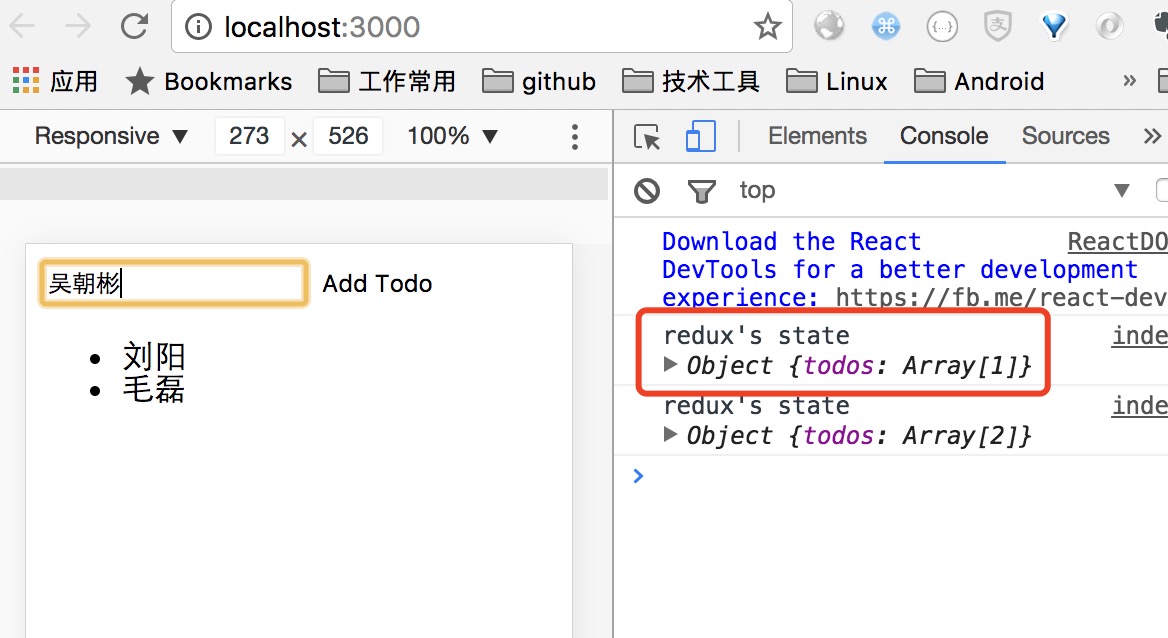 localhost:3000
应用 Bookmarks 工作常用 github 技术工具 Linux Android »
Responsive ▼ 273 × 526 100% ▼
Elements Console Sources »
top ▼
Download the React ReactDO
DevTools for a better development
experience: https://fb.me/react-dev
吴朝彬 Add Todo
刘阳
毛磊
redux's state inde
▶ Object {todos: Array[1]}
redux's state inde
▶ Object {todos: Array[2]}